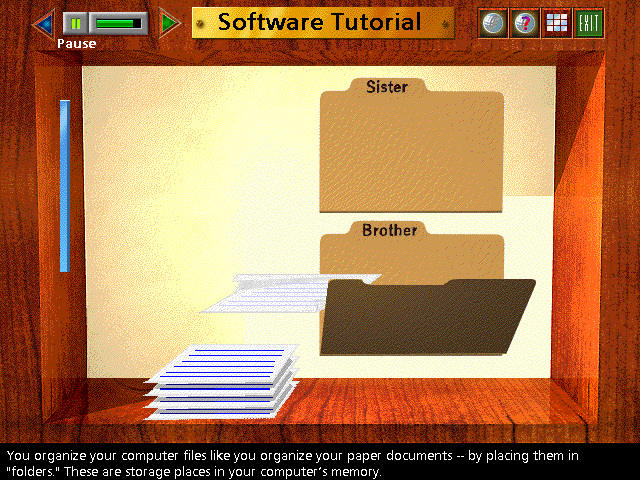 Software Tutorial
EXIT
Pause
Sister
Brother
You organize your computer files like you organize your paper documents -- by placing them in
"folders." These are storage places in your computer's memory.